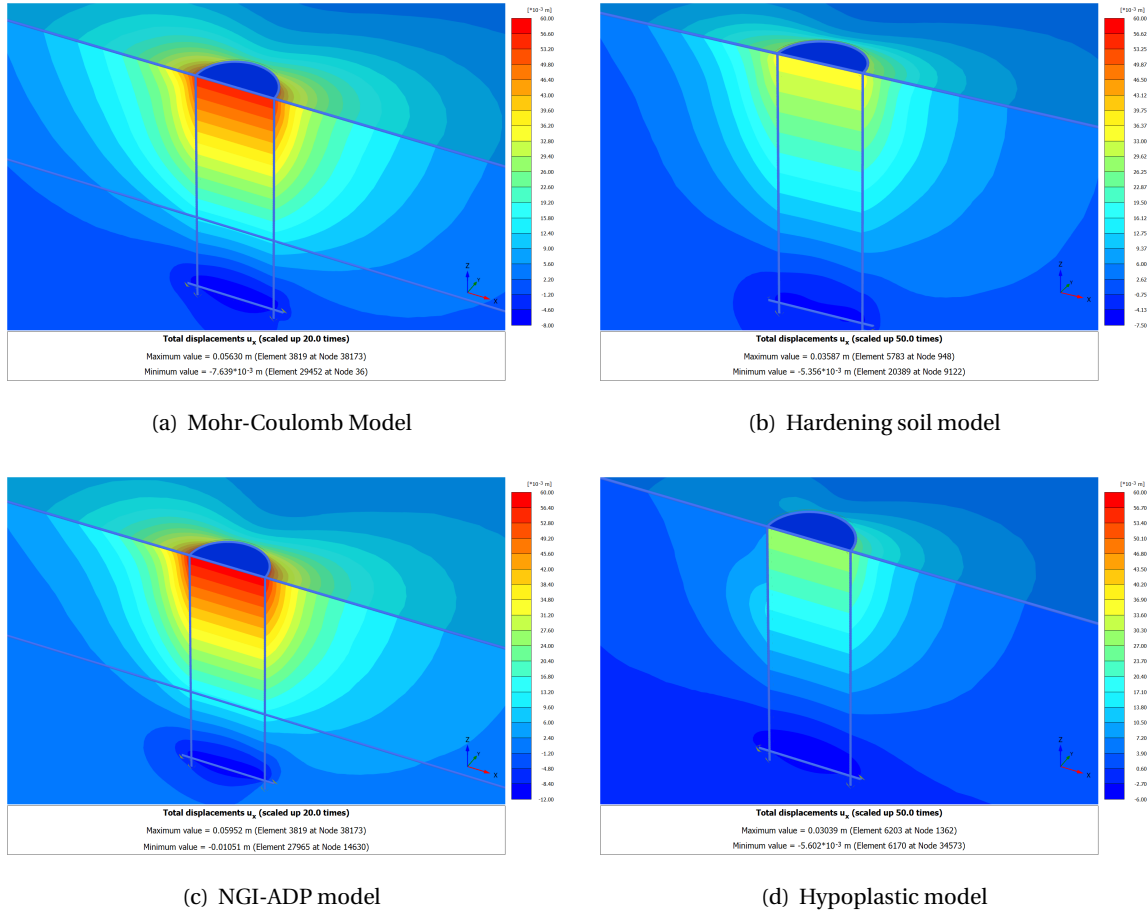 [*10⁻³ m]
60.00
56.60
53.20
49.80
46.40
43.00
39.60
36.20
32.80
29.40
26.00
22.60
19.20
15.80
12.40
9.00
5.60
2.20
-1.20
-4.60
-8.00
Z
Y
X
Total displacements uₓ (scaled up 20.0 times)
Maximum value = 0.05630 m (Element 3819 at Node 38173)
Minimum value = -7.639*10⁻³ m (Element 29452 at Node 36)
(a) Mohr-Coulomb Model
[*10⁻³ m]
60.00
56.62
53.25
49.87
46.50
43.12
39.75
36.37
33.00
29.62
26.25
22.87
19.50
16.12
12.75
9.37
6.00
2.62
-0.75
-4.13
-7.50
Z
Y
X
Total displacements uₓ (scaled up 50.0 times)
Maximum value = 0.03587 m (Element 5783 at Node 948)
Minimum value = -5.356*10⁻³ m (Element 20389 at Node 9122)
(b) Hardening soil model
[*10⁻³ m]
60.00
56.40
52.80
49.20
45.60
42.00
38.40
34.80
31.20
27.60
24.00
20.40
16.80
13.20
9.60
6.00
2.40
-1.20
-4.80
-8.40
-12.00
Z
Y
X
Total displacements uₓ (scaled up 20.0 times)
Maximum value = 0.05952 m (Element 3819 at Node 38173)
Minimum value = -0.01051 m (Element 27965 at Node 14630)
(c) NGI-ADP model
[*10⁻³ m]
60.00
56.70
53.40
50.10
46.80
43.50
40.20
36.90
33.60
30.30
27.00
23.70
20.40
17.10
13.80
10.50
7.20
3.90
0.60
-2.70
-6.00
Z
Y
X
Total displacements uₓ (scaled up 50.0 times)
Maximum value = 0.03039 m (Element 6203 at Node 1362)
Minimum value = -5.602*10⁻³ m (Element 6170 at Node 34573)
(d) Hypoplastic model